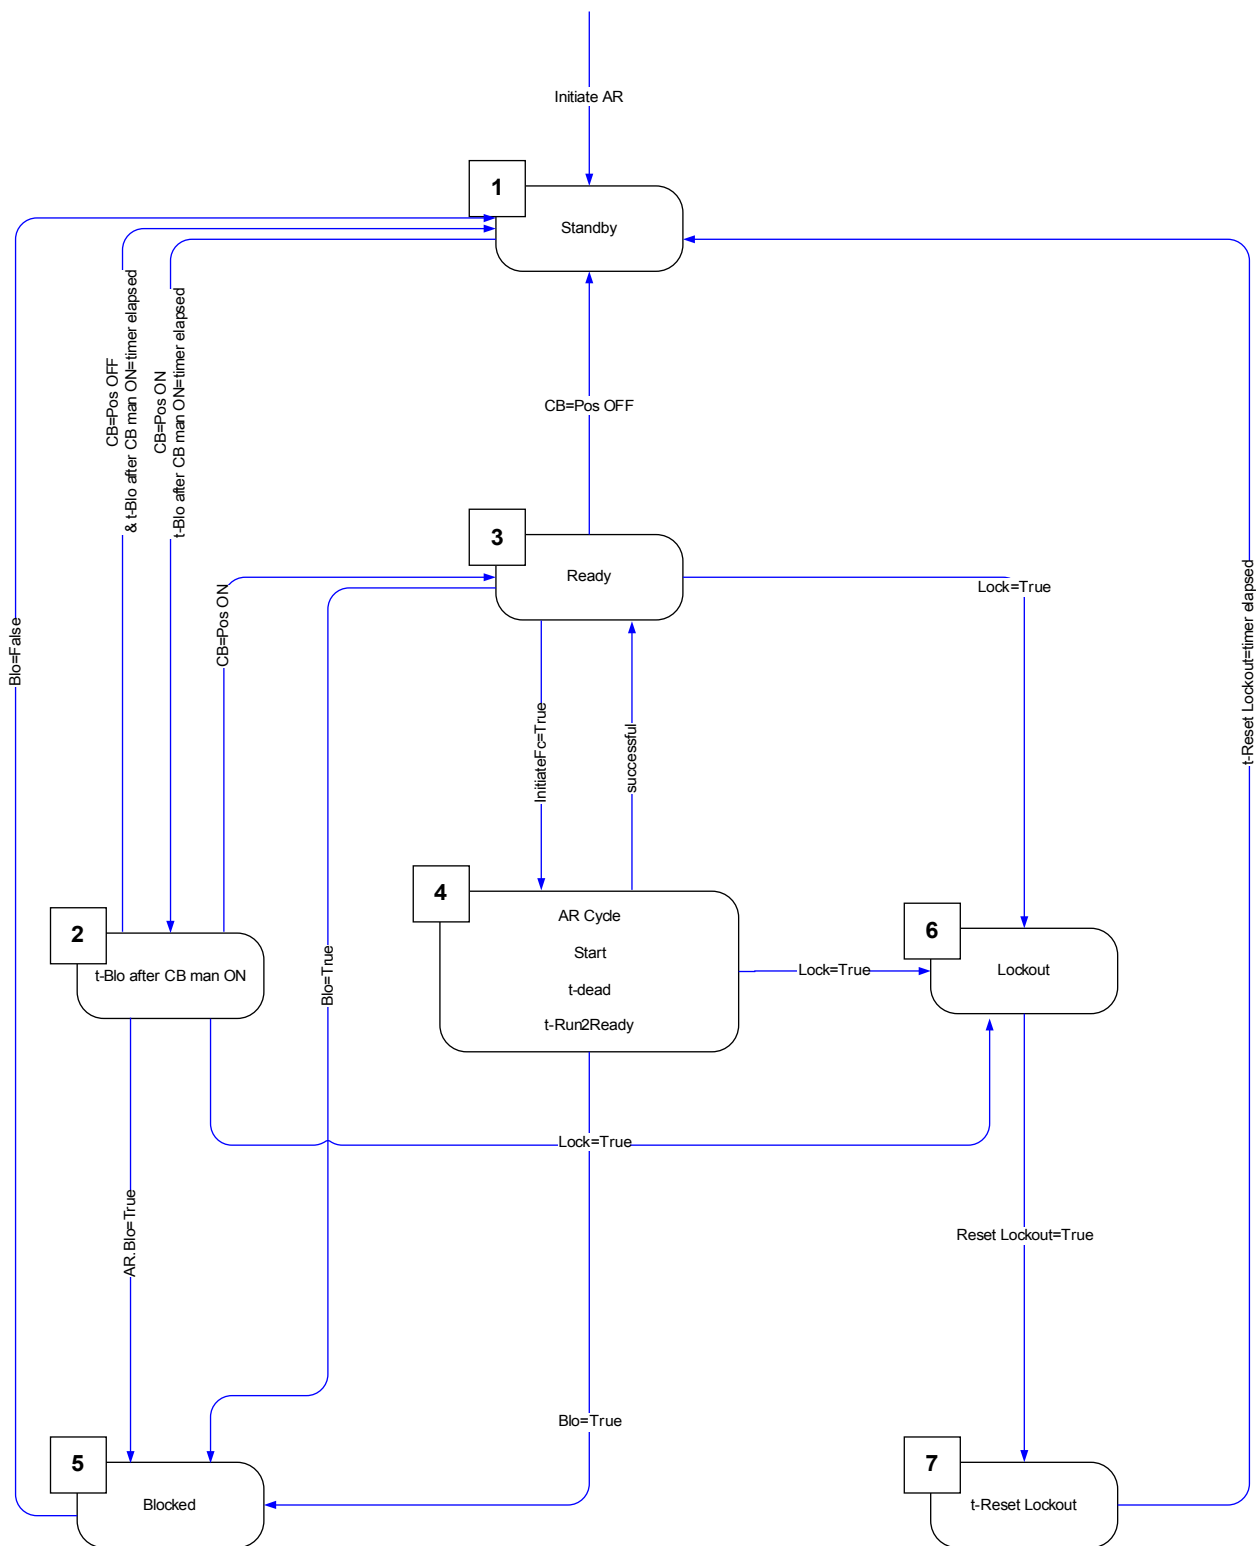 Initiate AR
1
Standby
CB=Pos OFF
& t-Blo after CB man ON=timer elapsed
CB=Pos ON
t-Blo after CB man ON=timer elapsed
CB=Pos OFF
3
Ready
Lock=True
CB=Pos ON
Blo=False
t-Reset Lockout=timer elapsed
InitiateFc=True
successful
4
AR Cycle
Start
t-dead
t-Run2Ready
2
t-Blo after CB man ON
Blo=True
Lock=True
6
Lockout
Lock=True
AR.Blo=True
Reset Lockout=True
Blo=True
5
Blocked
7
t-Reset Lockout